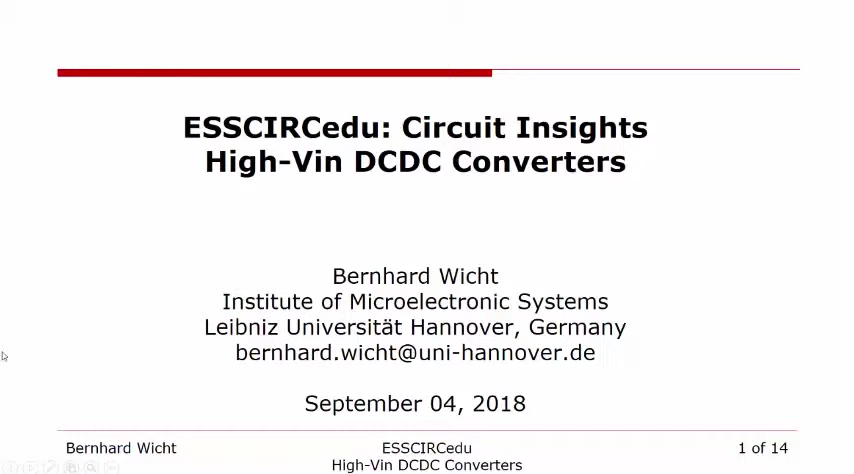 ESSCIRCedu: Circuit Insights
High-Vin DCDC Converters
Bernhard Wicht
Institute of Microelectronic Systems
Leibniz Universität Hannover, Germany
bernhard.wicht@uni-hannover.de
September 04, 2018
Bernhard Wicht
ESSCIRCedu
High-Vin DCDC Converters
1 of 14